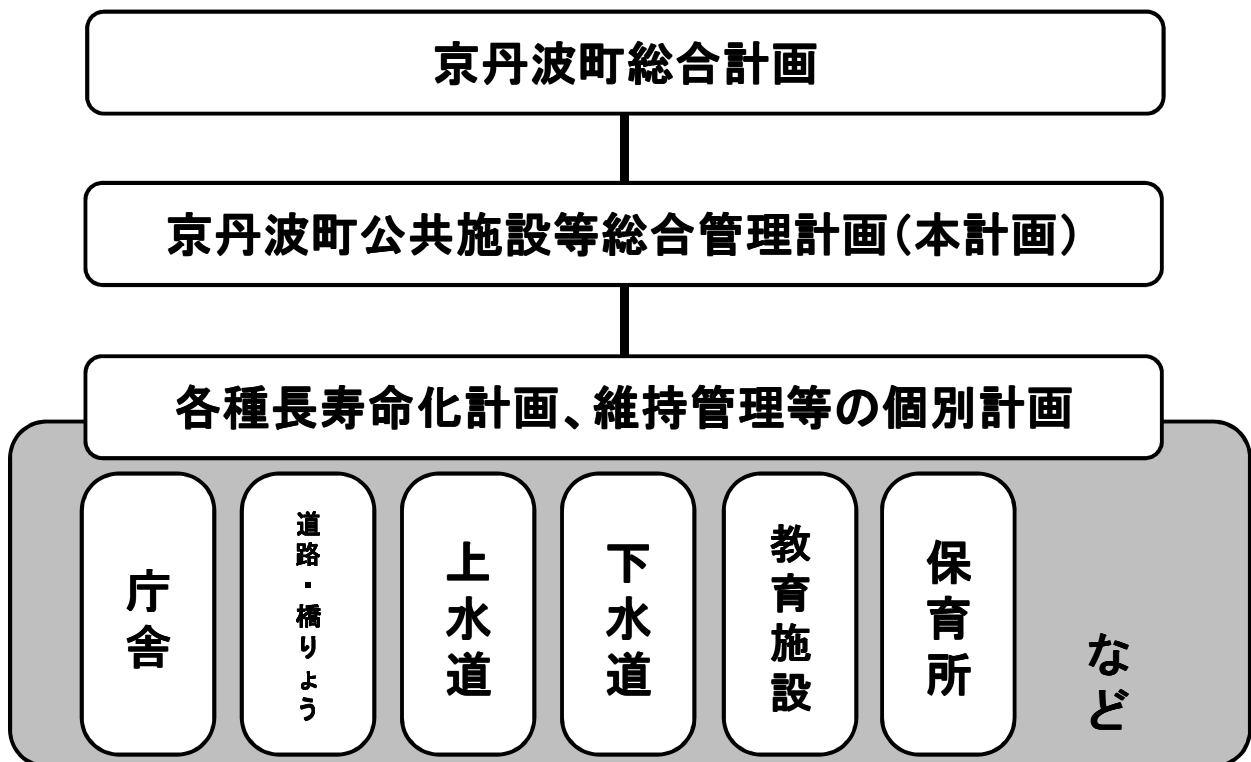 京丹波町総合計画
京丹波町公共施設等総合管理計画(本計画)
各種長寿命化計画、維持管理等の個別計画
庁舎
道路・橋りょう
上水道
下水道
教育施設
保育所
など